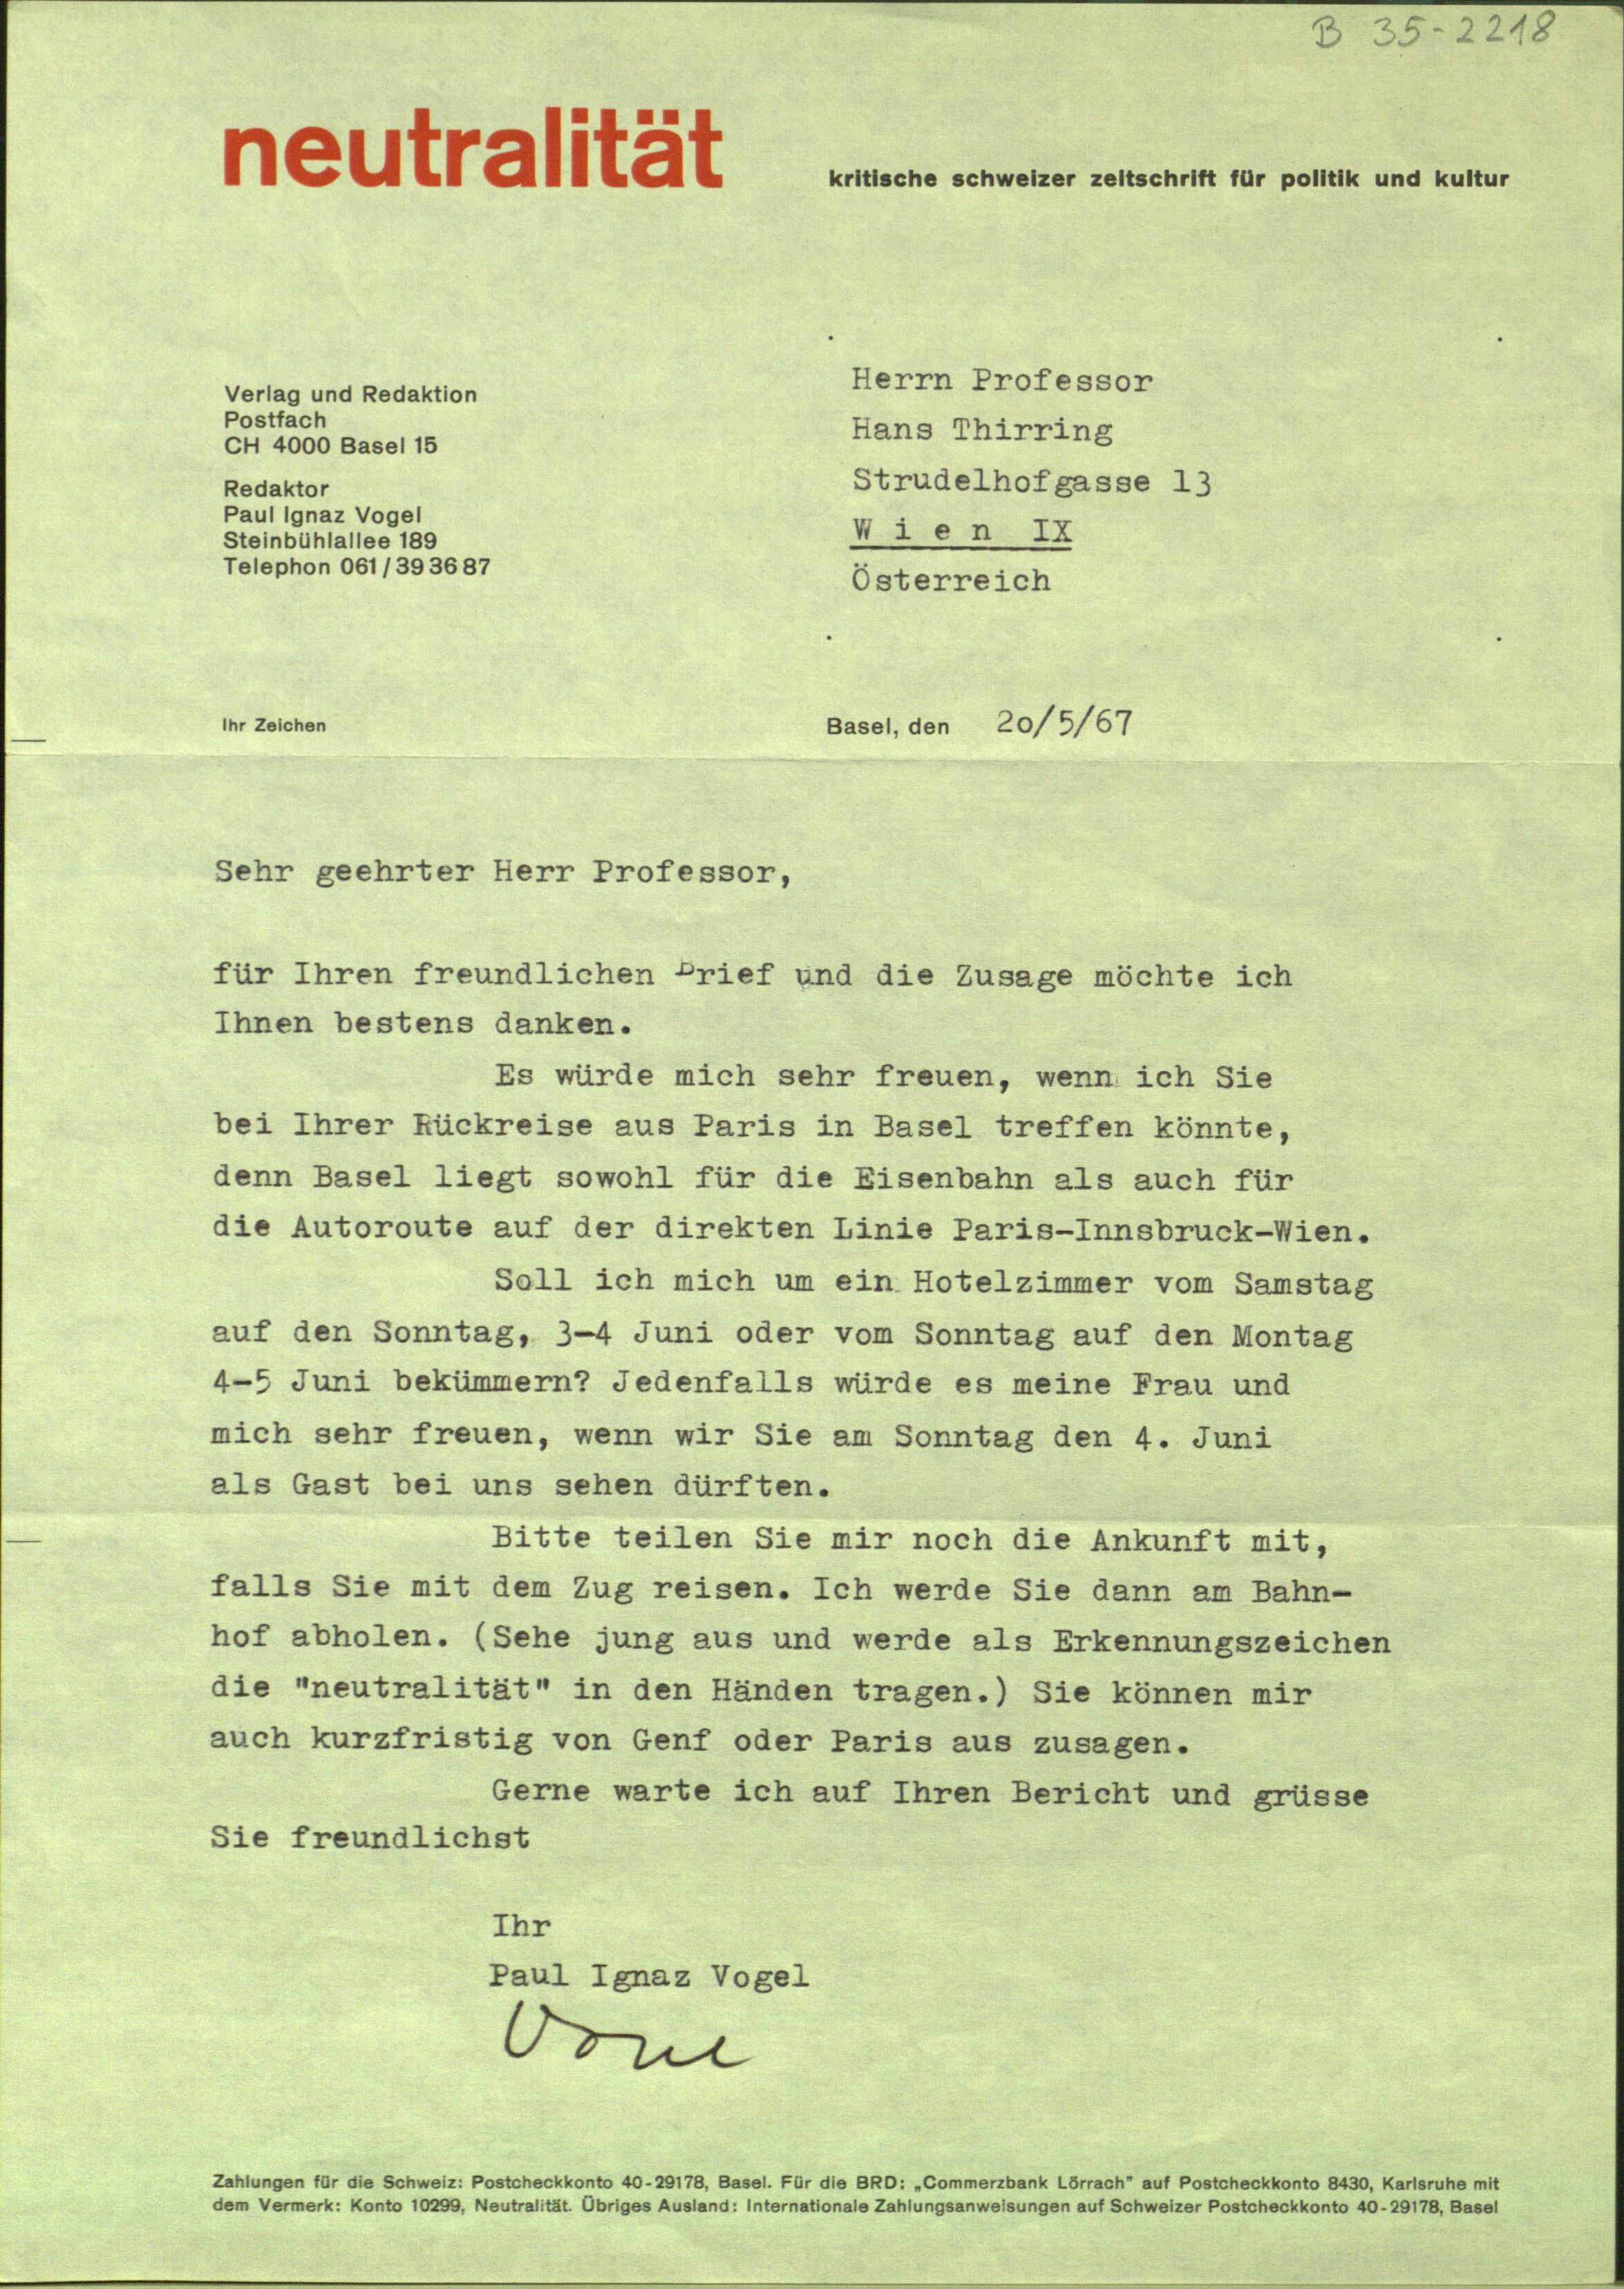 B 35-2218
neutralität
kritische schweizer zeitschrift für politik und kultur
Verlag und Redaktion
Postfach
CH 4000 Basel 15
Redaktor
Paul Ignaz Vogel
Steinbühlallee 189
Telephon 061/39 36 87
Herrn Professor
Hans Thirring
Strudelhofgasse 13
W i e n  IX
Österreich
Ihr Zeichen
Basel, den 20/5/67
Sehr geehrter Herr Professor,
für Ihren freundlichen Brief und die Zusage möchte ich
Ihnen bestens danken.
Es würde mich sehr freuen, wenn ich Sie
bei Ihrer Rückreise aus Paris in Basel treffen könnte,
denn Basel liegt sowohl für die Eisenbahn als auch für
die Autoroute auf der direkten Linie Paris-Innsbruck-Wien.
Soll ich mich um ein Hotelzimmer vom Samstag
auf den Sonntag, 3-4 Juni oder vom Sonntag auf den Montag
4-5 Juni bekümmern? Jedenfalls würde es meine Frau und
mich sehr freuen, wenn wir Sie am Sonntag den 4. Juni
als Gast bei uns sehen dürften.
Bitte teilen Sie mir noch die Ankunft mit,
falls Sie mit dem Zug reisen. Ich werde Sie dann am Bahn-
hof abholen. (Sehe jung aus und werde als Erkennungszeichen
die "neutralität" in den Händen tragen.) Sie können mir
auch kurzfristig von Genf oder Paris aus zusagen.
Gerne warte ich auf Ihren Bericht und grüsse
Sie freundlichst
Ihr
Paul Ignaz Vogel
Zahlungen für die Schweiz: Postcheckkonto 40-29178, Basel. Für die BRD: „Commerzbank Lörrach" auf Postcheckkonto 8430, Karlsruhe mit
dem Vermerk: Konto 10299, Neutralität. Übriges Ausland: Internationale Zahlungsanweisungen auf Schweizer Postcheckkonto 40-29178, Basel